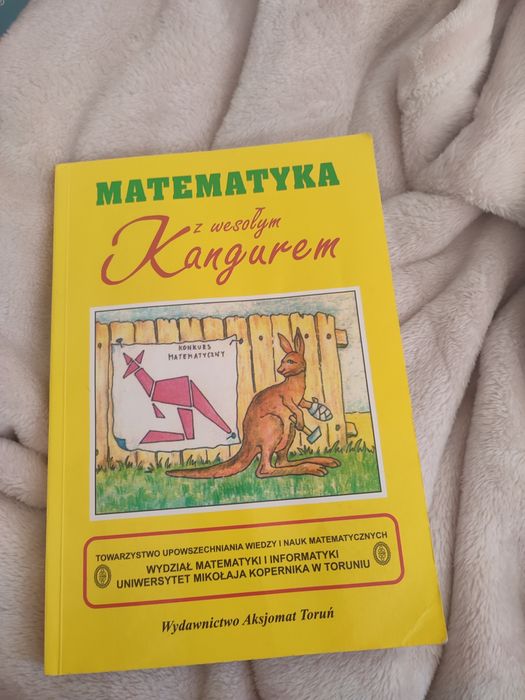 MATEMATYKA
z wesołym
Kangurem
KONKURS
MATEMATYCZNY
TOWARZYSTWO UPOWSZECHNIANIA WIEDZY I NAUK MATEMATYCZNYCH
WYDZIAŁ MATEMATYKI I INFORMATYKI
UNIWERSYTET MIKOŁAJA KOPERNIKA W TORUNIU
Wydawnictwo Aksjomat Toruń